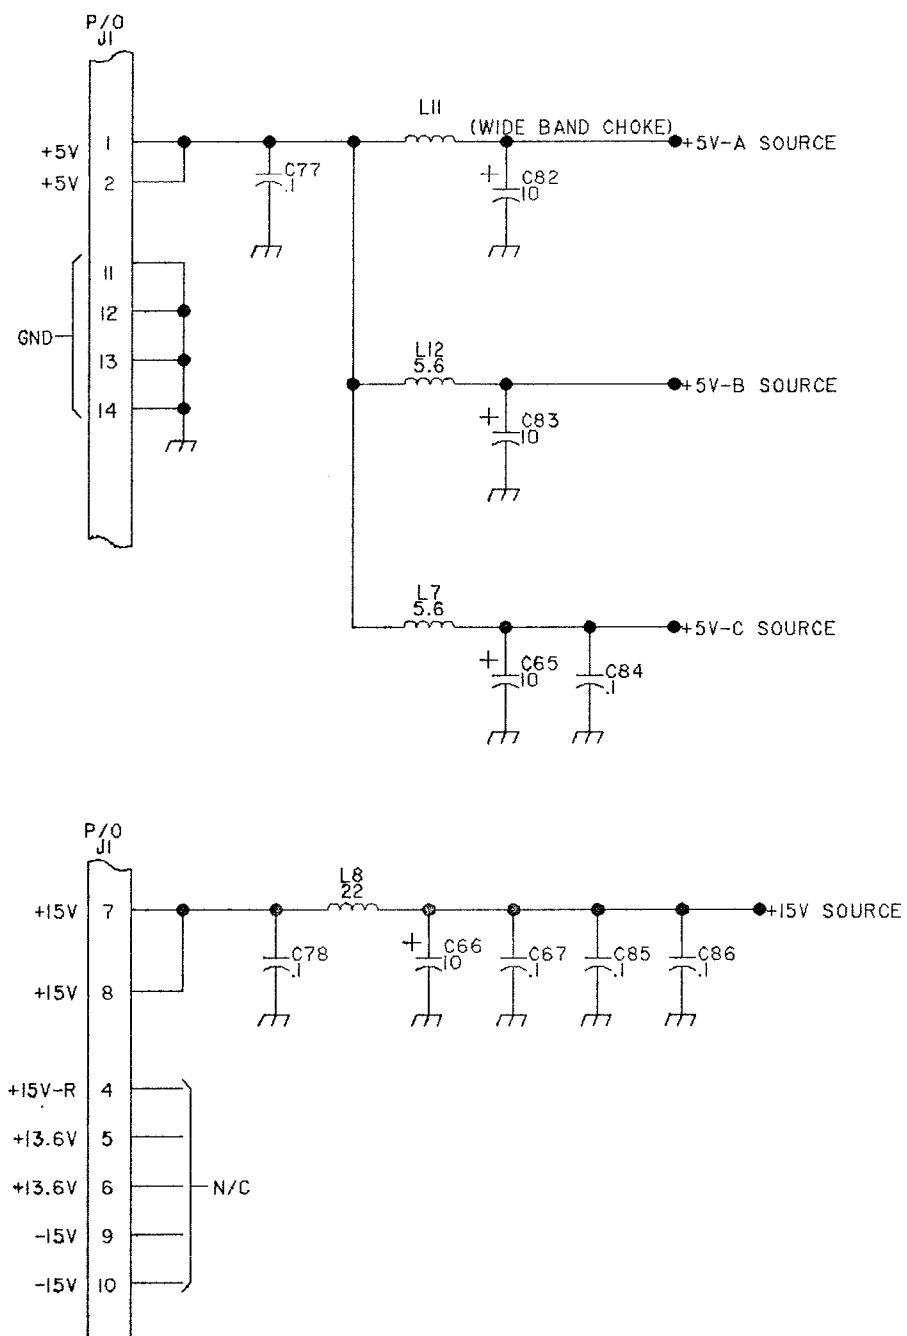 P/O
J1
+5V 1
+5V 2
C77
.1
L11
(WIDE BAND CHOKE)
+5V-A SOURCE
+ C82
10
GND
11
12
13
14
L12
5.6
+5V-B SOURCE
+ C83
10
L7
5.6
+5V-C SOURCE
+ C65
10
C84
.1
P/O
J1
+15V 7
+15V 8
C78
.1
L8
22
+ C66
10
C67
.1
C85
.1
C86
.1
+15V SOURCE
+15V-R 4
+13.6V 5
+13.6V 6
-15V 9
-15V 10
N/C